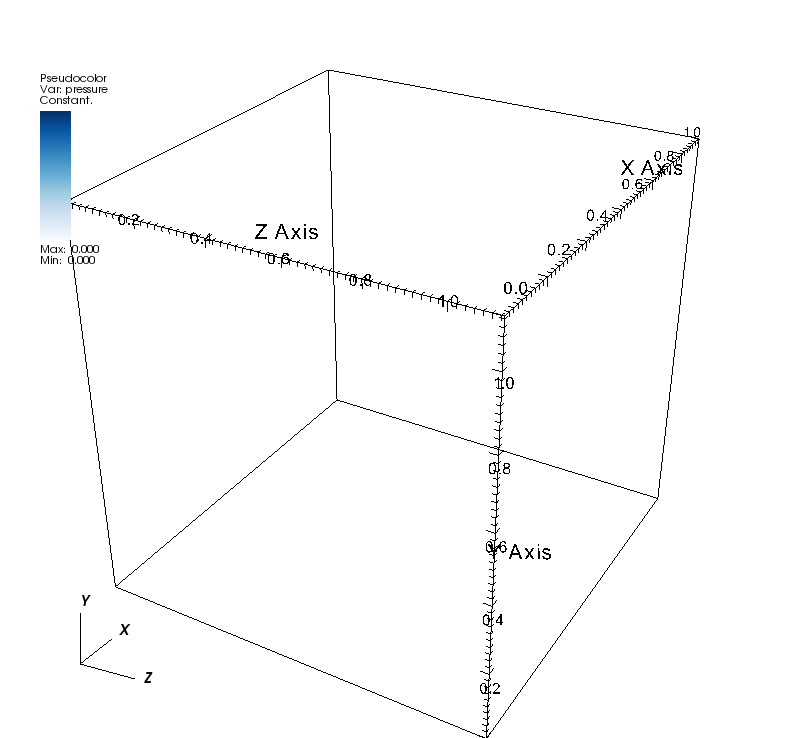 Pseudocolor
Var: pressure
Constant.
Max: 0.000
Min: 0.000
1.0
0.8
X Axis
0.6
0.4
0.2
0.0
0.2
0.4
Z Axis
0.6
0.8
1.0
1.0
0.8
0.6
Y Axis
0.4
0.2
Y
X
Z